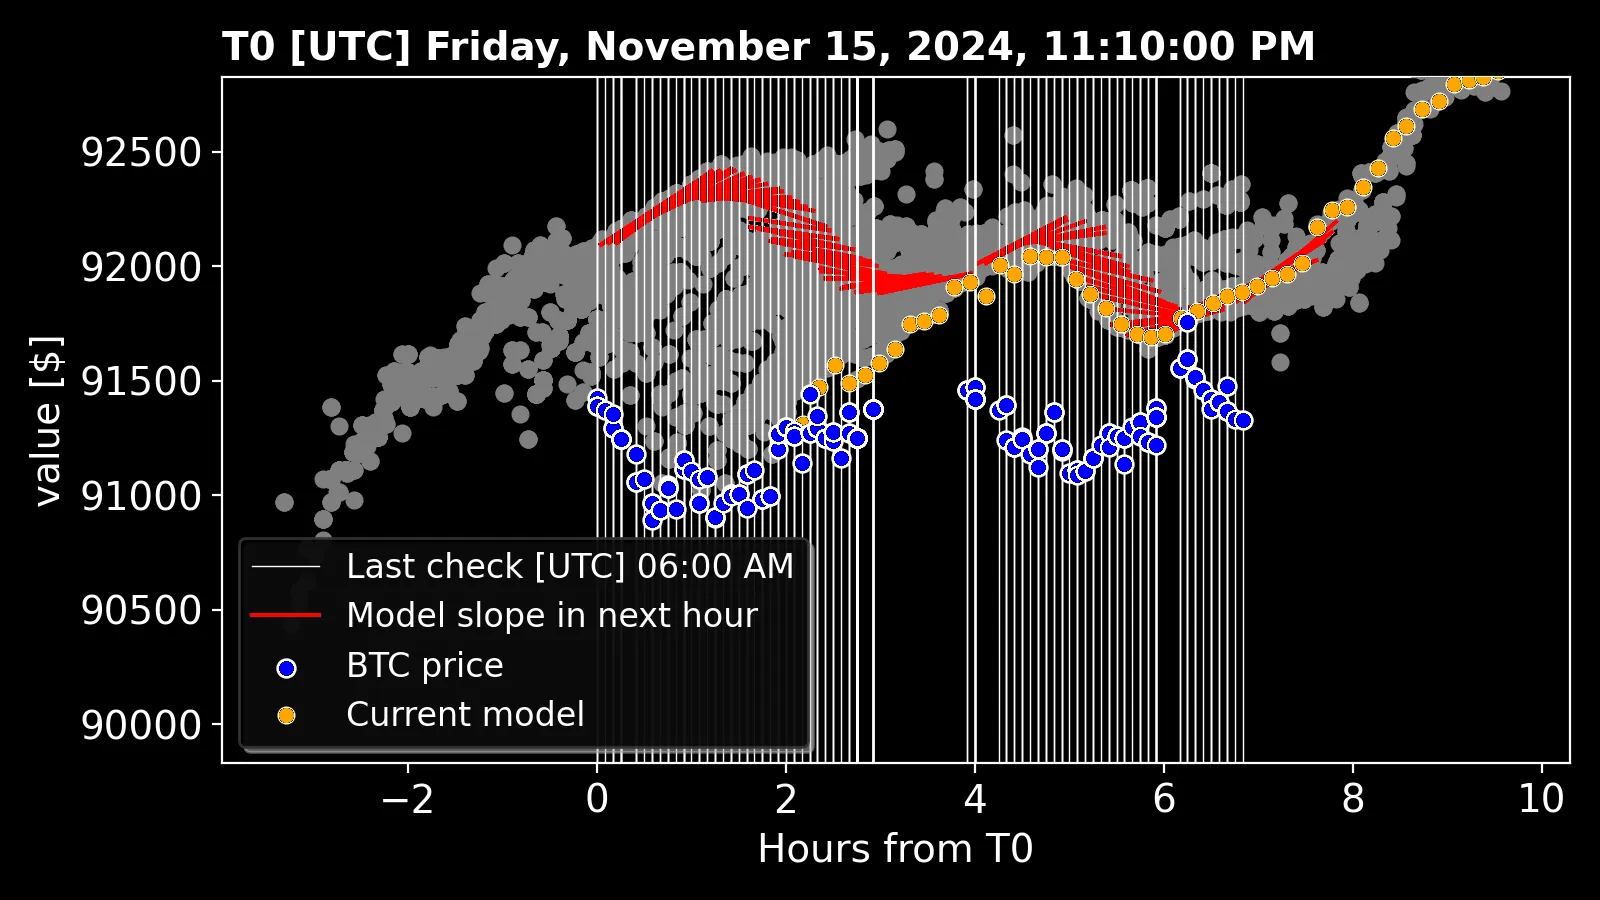 T0 [UTC] Friday, November 15, 2024, 11:10:00 PM
value [$]
92500
92000
91500
91000
90500
90000
Last check [UTC] 06:00 AM
Model slope in next hour
BTC price
Current model
−2
0
2
4
6
8
10
Hours from T0